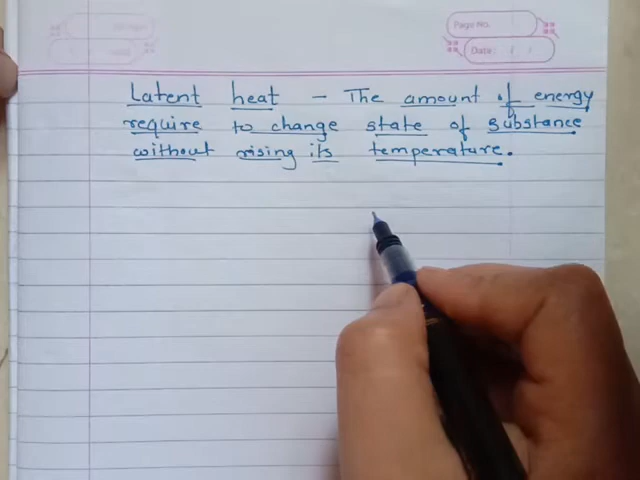 Page No.
Date: / /
Latent heat - The amount of energy
require to change state of substance
without rising its temperature.